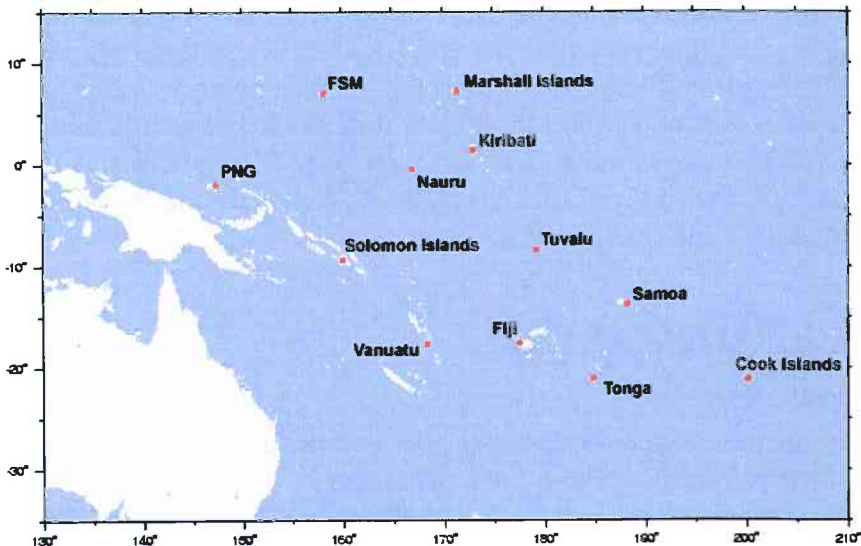 10°
0°
-10°
-20°
-30°
FSM
Marshall Islands
Kiribati
PNG
Nauru
Solomon Islands
Tuvalu
Samoa
Fiji
Vanuatu
Cook Islands
Tonga
130°
140°
150°
160°
170°
180°
190°
200°
210°